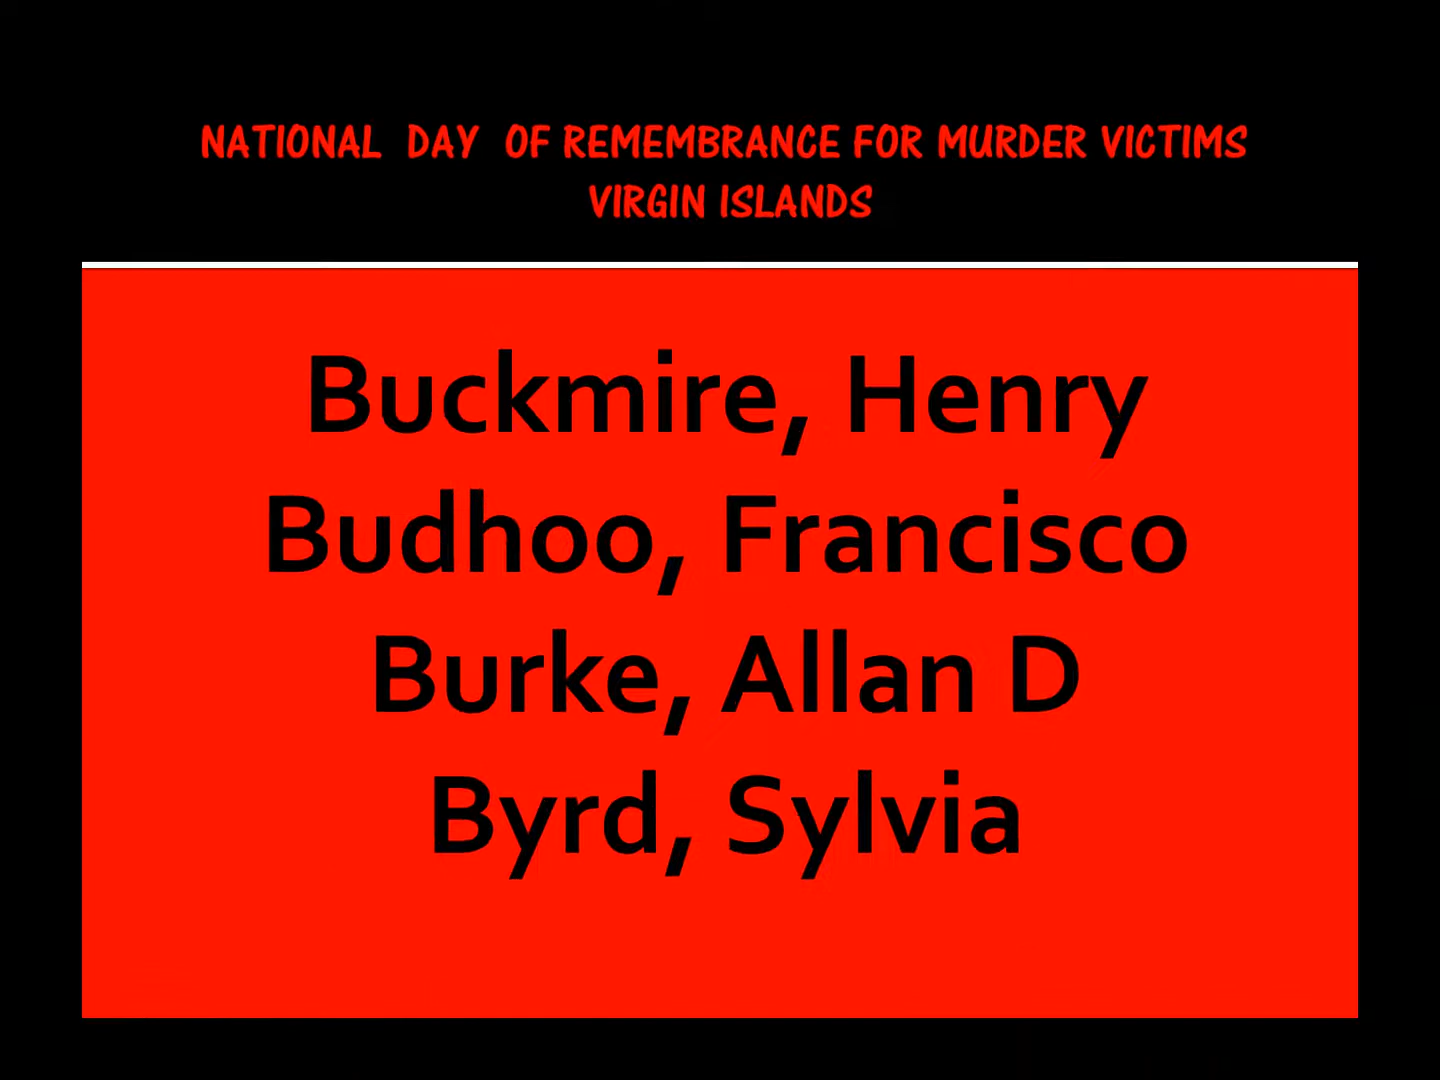 NATIONAL DAY OF REMEMBRANCE FOR MURDER VICTIMS
VIRGIN ISLANDS
Buckmire, Henry
Budhoo, Francisco
Burke, Allan D
Byrd, Sylvia